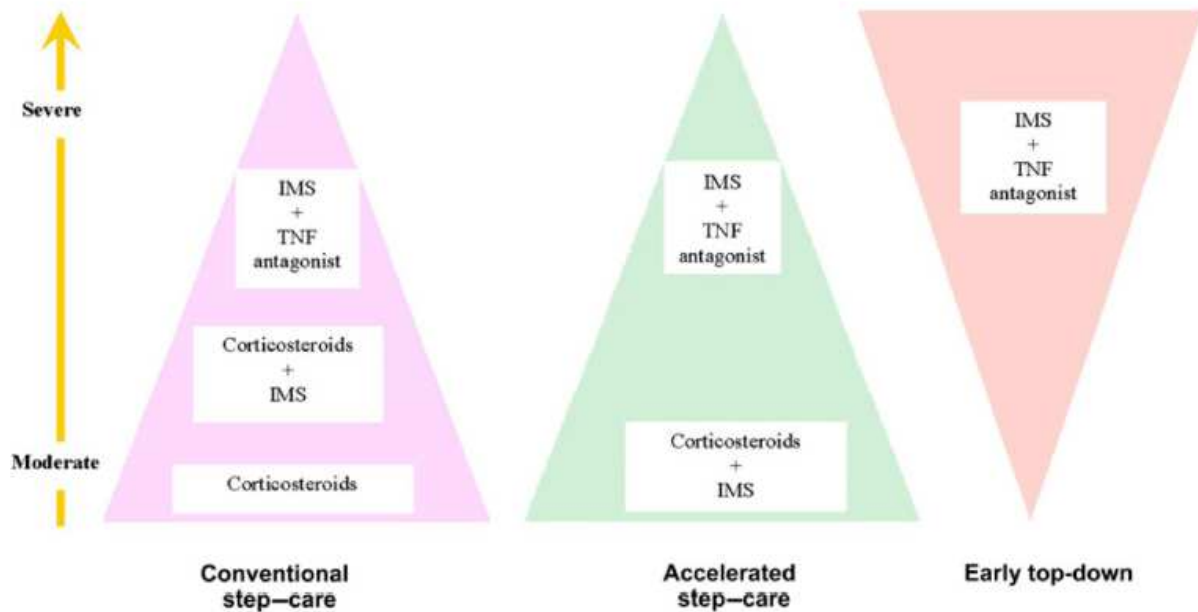 Severe
Moderate
IMS
+
TNF
antagonist
Corticosteroids
+
IMS
Corticosteroids
Conventional
step–care
IMS
+
TNF
antagonist
Corticosteroids
+
IMS
Accelerated
step–care
IMS
+
TNF
antagonist
Early top-down